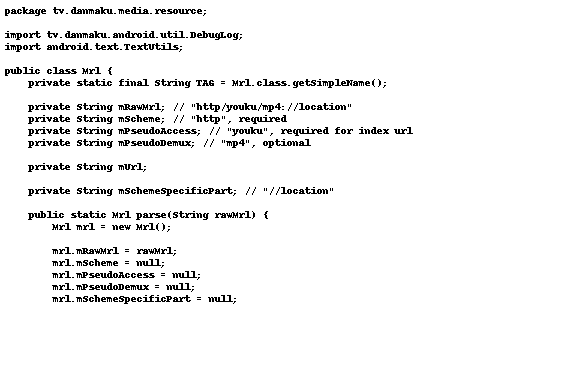 package tv.danmaku.media.resource;
import tv.danmaku.android.util.DebugLog;
import android.text.TextUtils;
public class Mrl {
private static final String TAG = Mrl.class.getSimpleName();
private String mRawMrl; // "http/youku/mp4://location"
private String mScheme; // "http", required
private String mPseudoAccess; // "youku", required for index url
private String mPseudoDemux; // "mp4", optional
private String mUrl;
private String mSchemeSpecificPart; // "//location"
public static Mrl parse(String rawMrl) {
Mrl mrl = new Mrl();
mrl.mRawMrl = rawMrl;
mrl.mScheme = null;
mrl.mPseudoAccess = null;
mrl.mPseudoDemux = null;
mrl.mSchemeSpecificPart = null;